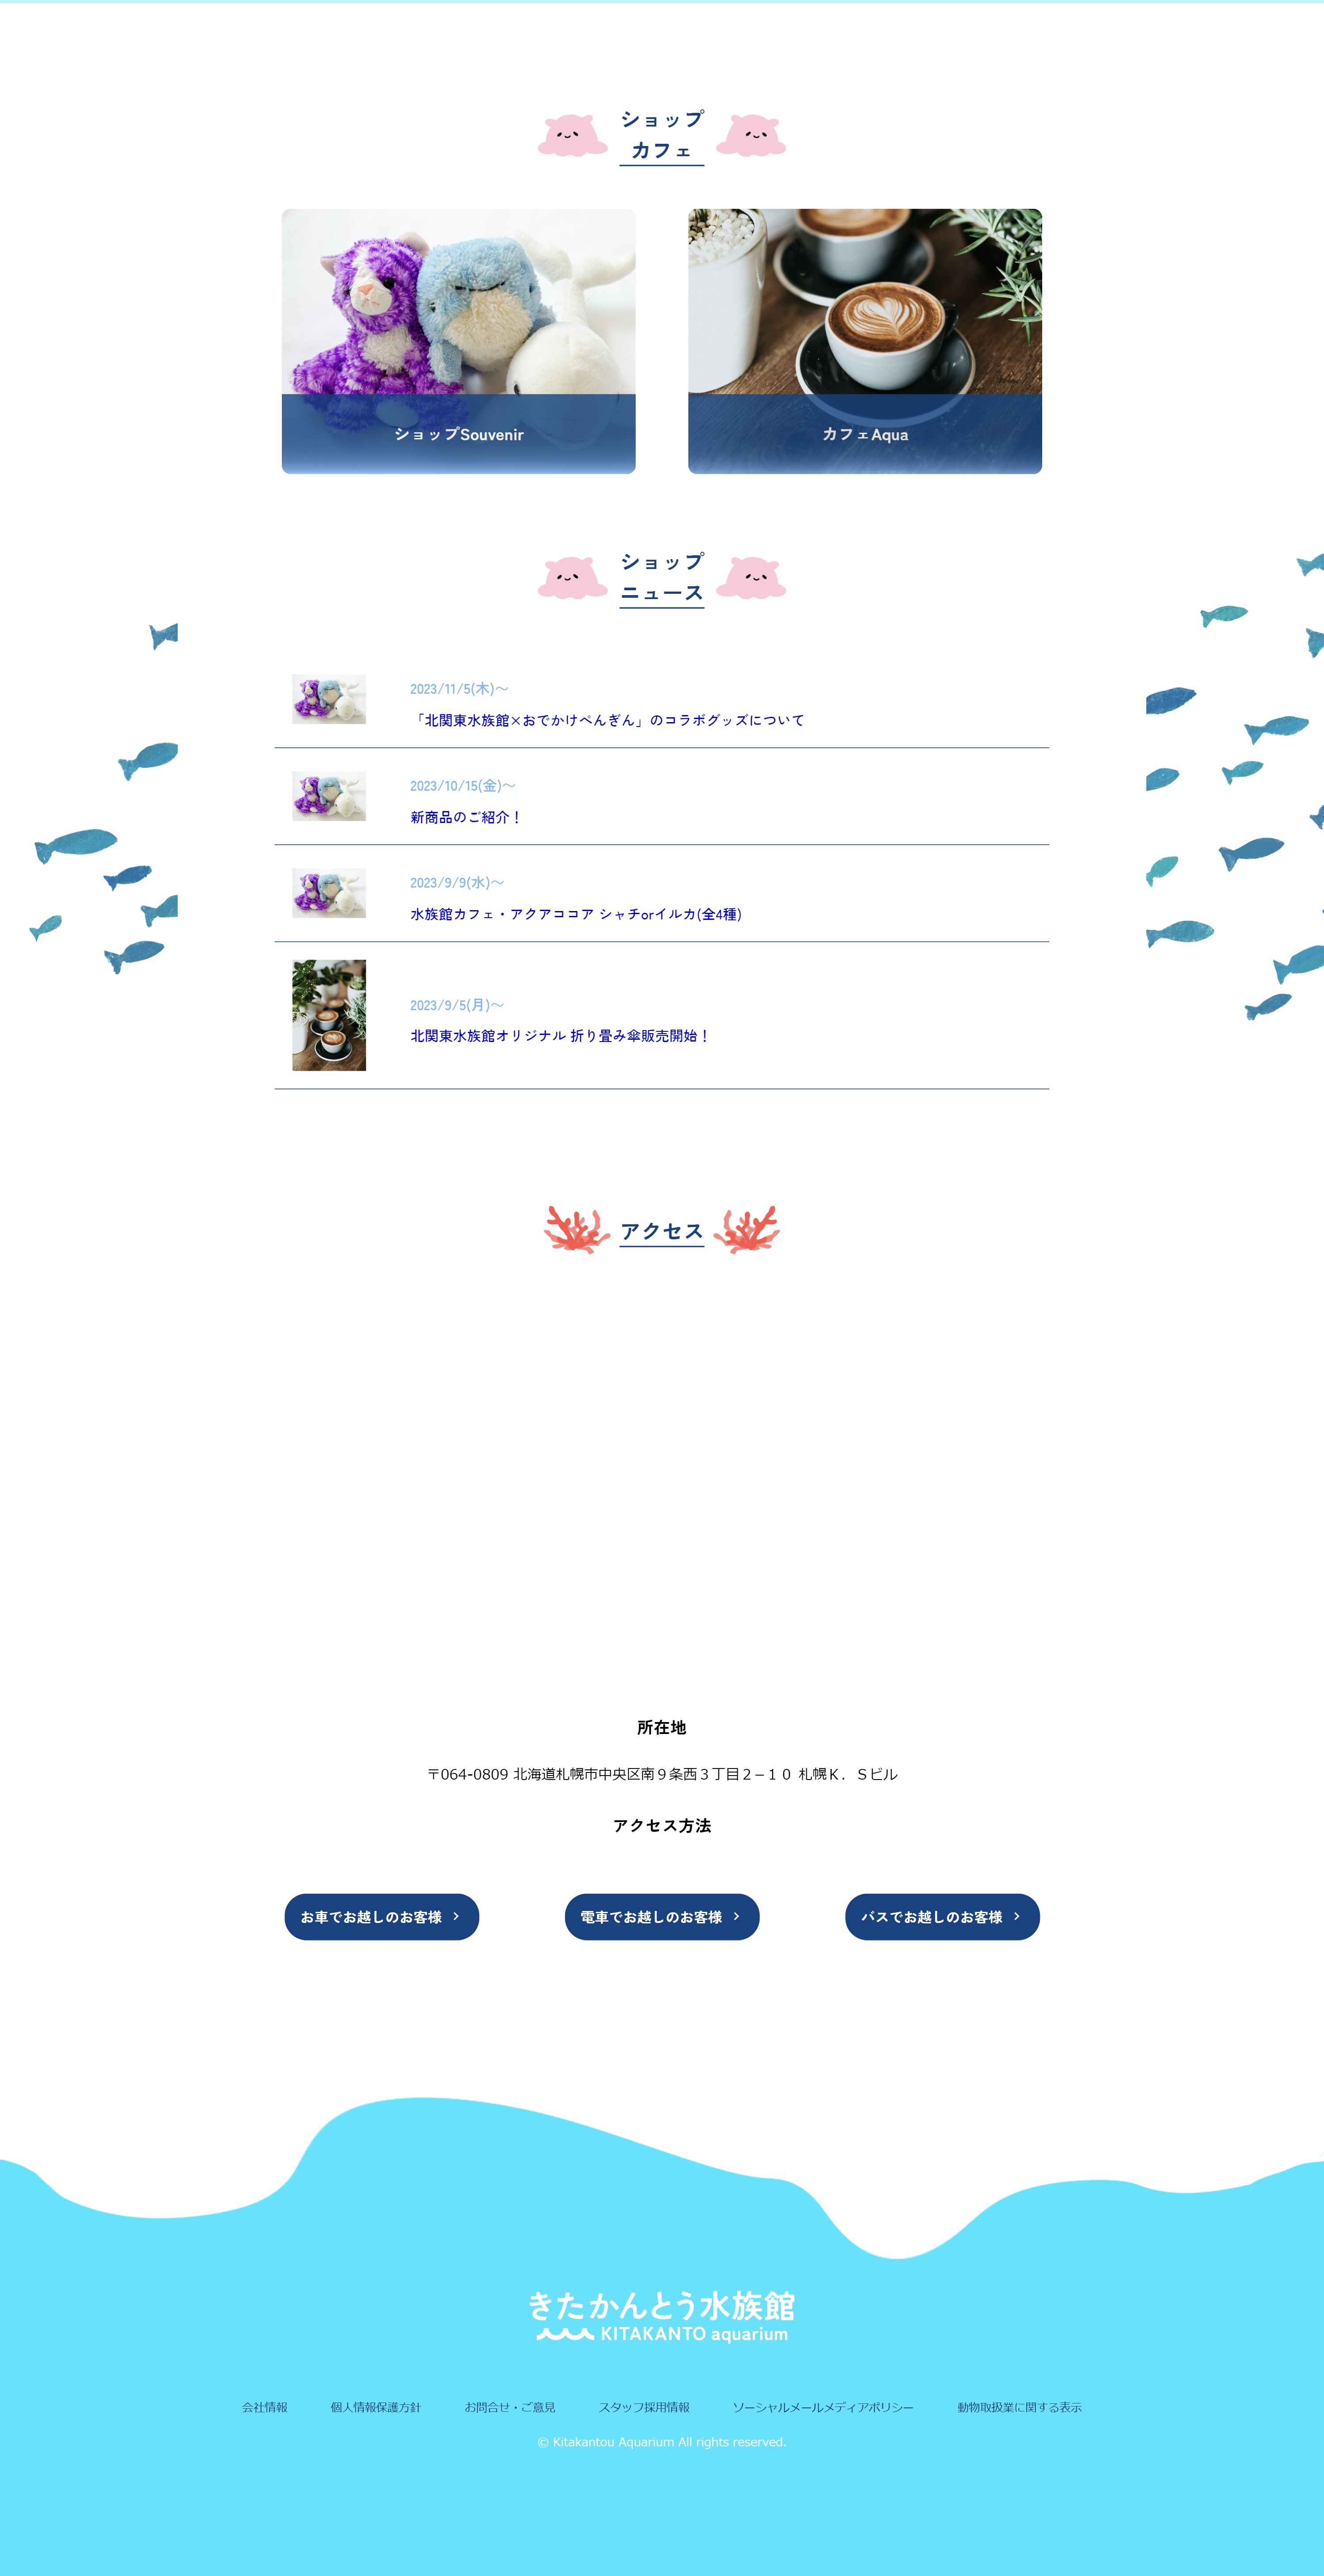 ショップ
カフェ
ショップSouvenir
カフェAqua
ショップ
ニュース
2023/11/5(木)～
「北関東水族館×おでかけぺんぎん」のコラボグッズについて
2023/10/15(金)～
新商品のご紹介！
2023/9/9(水)～
水族館カフェ・アクアココア シャチorイルカ(全4種)
2023/9/5(月)～
北関東水族館オリジナル 折り畳み傘販売開始！
アクセス
所在地
〒064-0809 北海道札幌市中央区南９条西３丁目２−１０ 札幌Ｋ．Ｓビル
アクセス方法
お車でお越しのお客様
電車でお越しのお客様
バスでお越しのお客様
きたかんとう水族館
KITAKANTO aquarium
会社情報 個人情報保護方針 お問合せ・ご意見 スタッフ採用情報 ソーシャルメールメディアポリシー 動物取扱業に関する表示
© Kitakantou Aquarium All rights reserved.